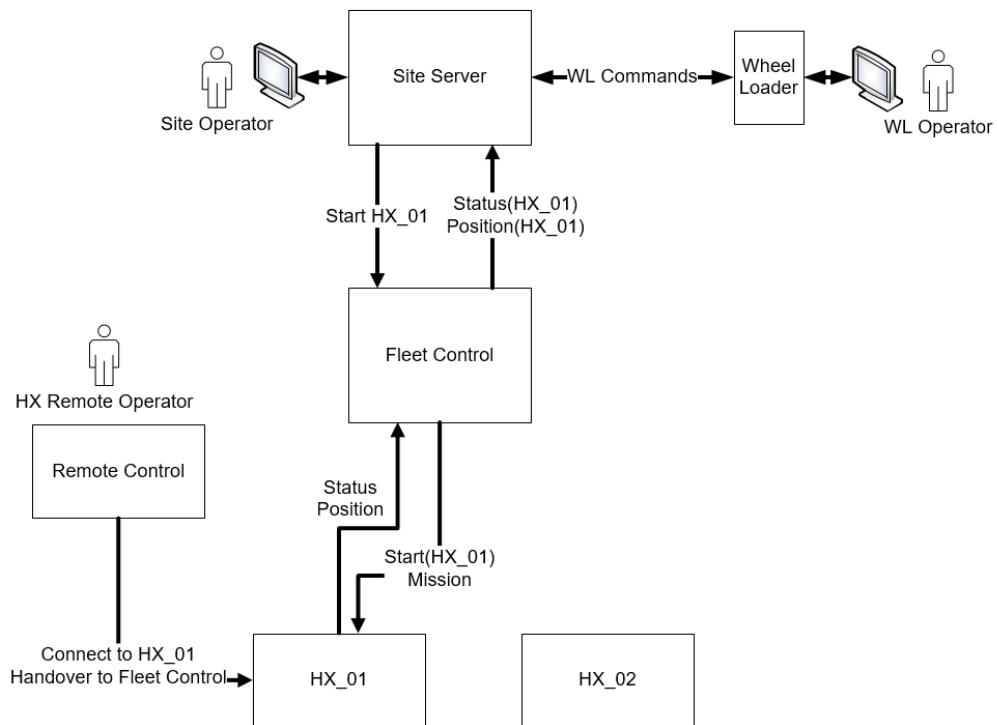 Site Server
WL Commands
Wheel
Loader
Site Operator
WL Operator
Start HX_01
Status(HX_01)
Position(HX_01)
Fleet Control
HX Remote Operator
Remote Control
Status
Position
Start(HX_01)
Mission
Connect to HX_01
Handover to Fleet Control
HX_01
HX_02